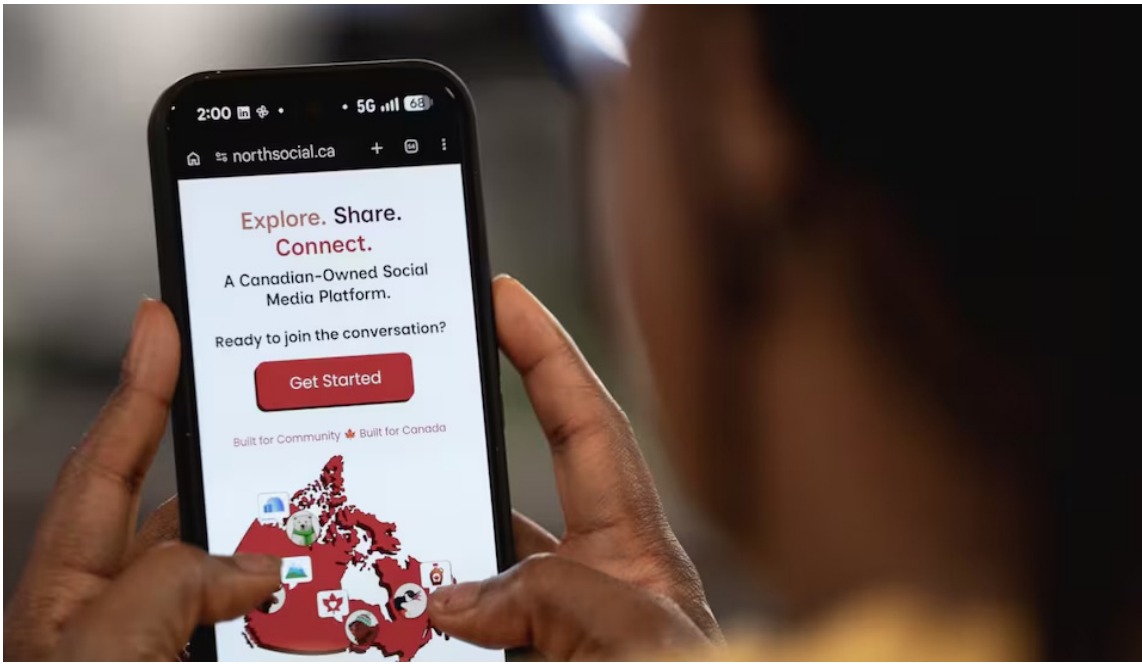 2:00
5G
68
northsocial.ca
Explore. Share.
Connect.
A Canadian-Owned Social
Media Platform.
Ready to join the conversation?
Get Started
Built for Community Built for Canada